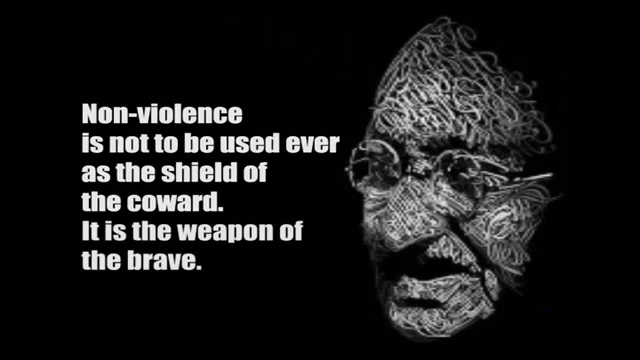 Non-violence
is not to be used ever
as the shield of
the coward.
It is the weapon of
the brave.